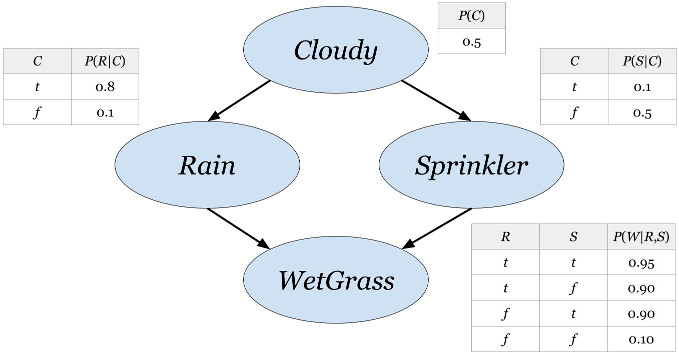 P(C)
0.5
Cloudy
C P(R|C)
t 0.8
f 0.1
C P(S|C)
t 0.1
f 0.5
Rain
Sprinkler
R S P(W|R,S)
t t 0.95
t f 0.90
f t 0.90
f f 0.10
WetGrass